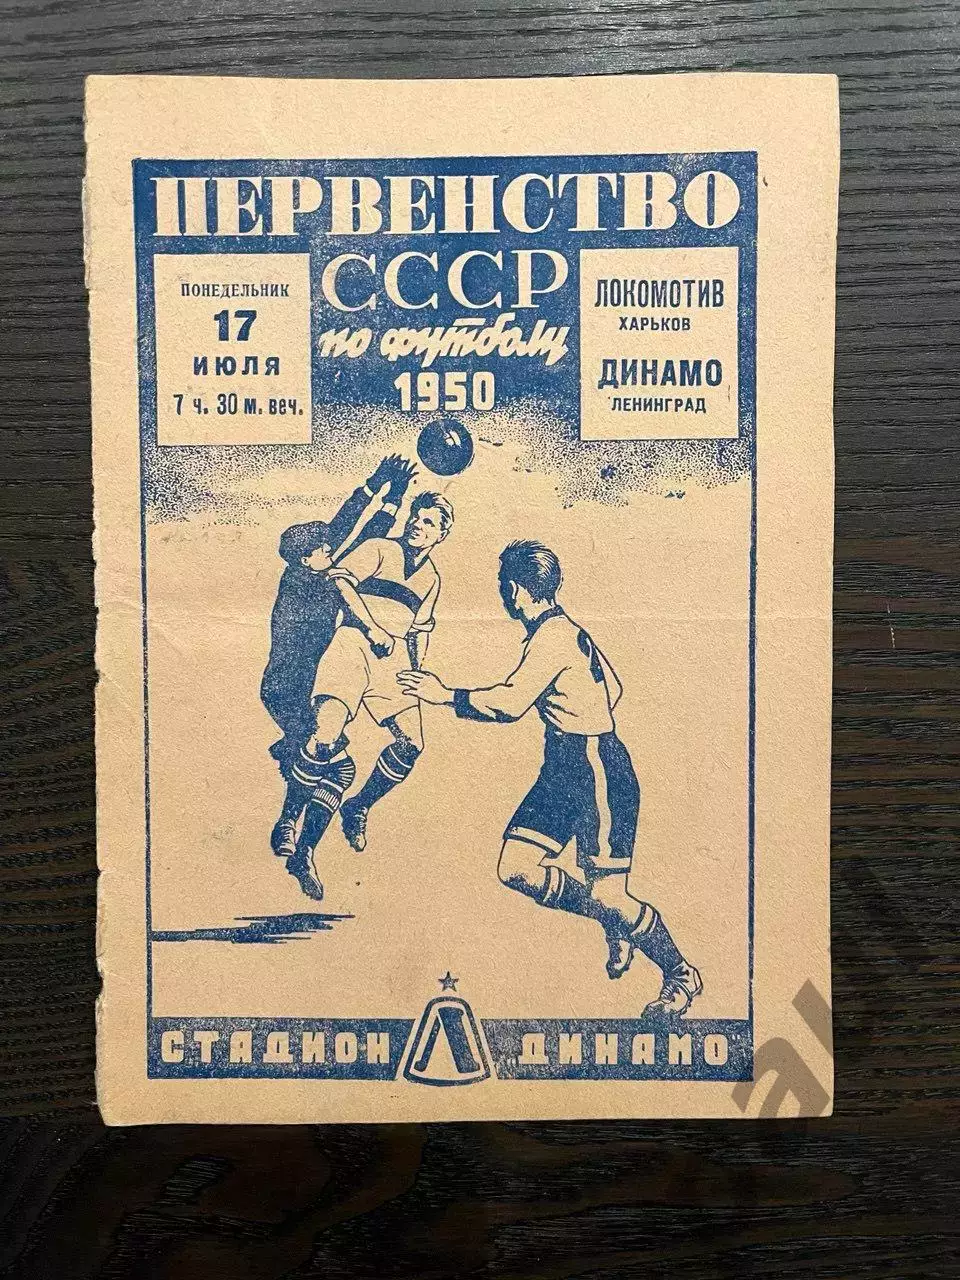 ПЕРВЕНСТВО
СССР
по футболу
1950
ПОНЕДЕЛЬНИК
17
ИЮЛЯ
7 ч. 30 м. веч.
ЛОКОМОТИВ
ХАРЬКОВ
ДИНАМО
ЛЕНИНГРАД
СТАДИОН Л „ДИНАМО"